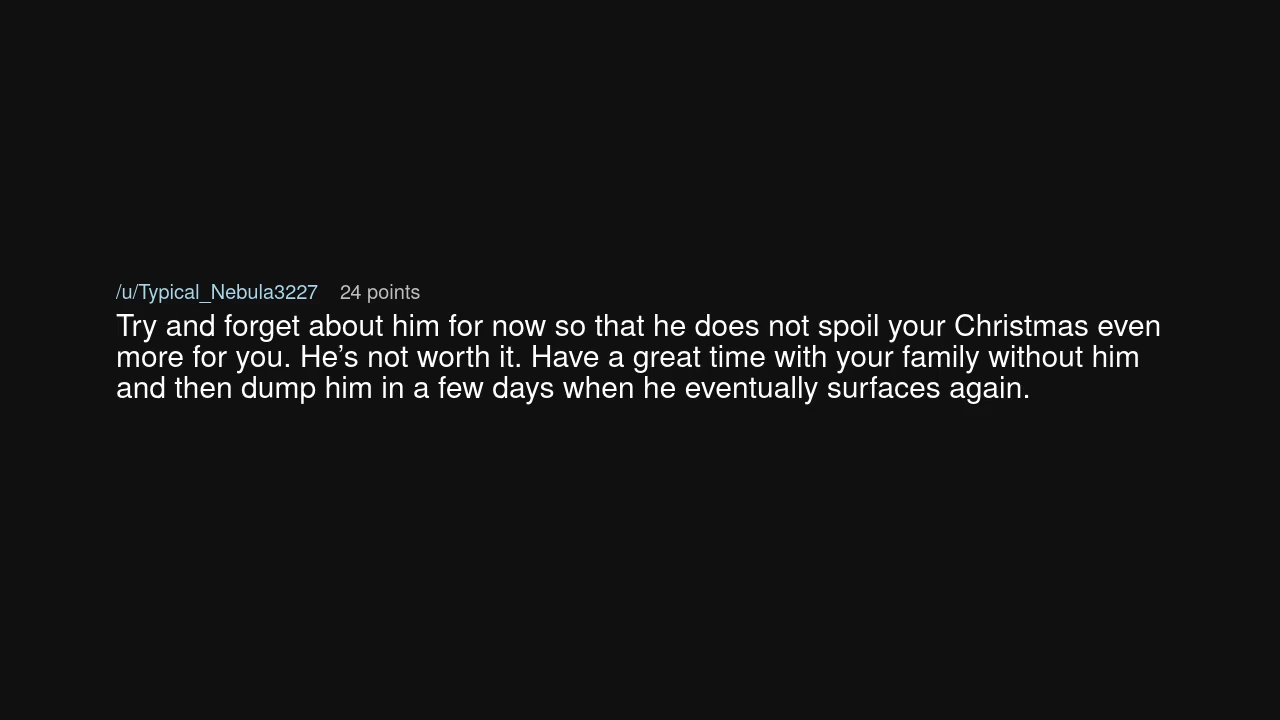 /u/Typical_Nebula3227 24 points
Try and forget about him for now so that he does not spoil your Christmas even
more for you. He’s not worth it. Have a great time with your family without him
and then dump him in a few days when he eventually surfaces again.